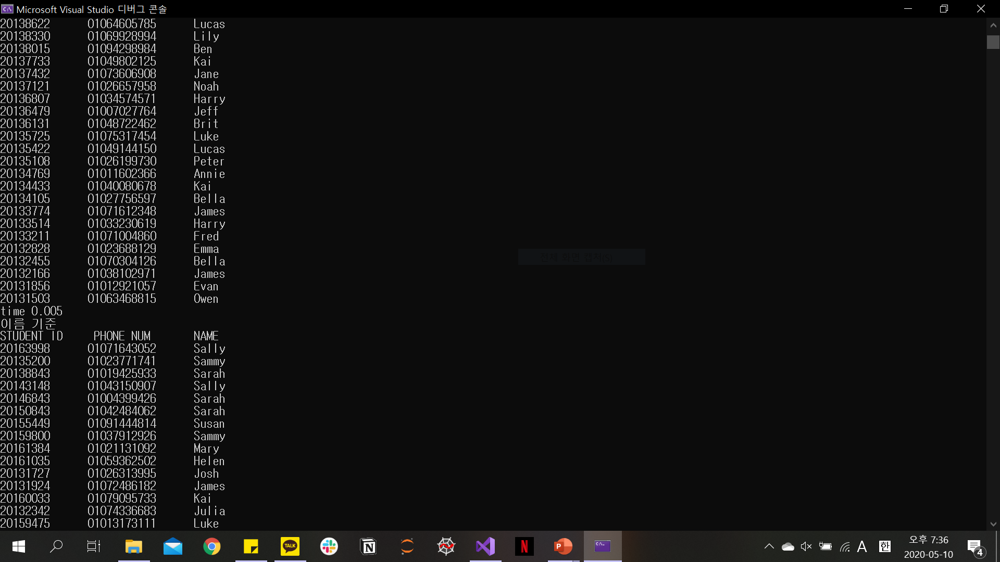 Microsoft Visual Studio 디버그 콘솔
20138622 01064605785 Lucas
20138330 01069928994 Lily
20138015 01094298984 Ben
20137733 01049802125 Kai
20137432 01073606908 Jane
20137121 01026657958 Noah
20136807 01034574571 Harry
20136479 01007027764 Jeff
20136131 01048722462 Brit
20135725 01075317454 Luke
20135422 01049144150 Lucas
20135108 01026199730 Peter
20134769 01011602366 Annie
20134433 01040080678 Kai
20134105 01027756597 Bella
20133774 01071612348 James
20133514 01033230619 Harry
20133211 01071004860 Fred
20132828 01023688129 Emma
20132455 01070304126 Bella
전체 화면 캡처(S)
20132166 01038102971 James
20131856 01012921057 Evan
20131503 01063468815 Owen
time 0.005
이름 기준
STUDENT ID PHONE NUM NAME
20163998 01071643052 Sally
20135200 01023771741 Sammy
20138843 01019425933 Sarah
20143148 01043150907 Sally
20146843 01004399426 Sarah
20150843 01042484062 Sarah
20155449 01091444814 Susan
20159800 01037912926 Sammy
20161384 01021131092 Mary
20161035 01059362502 Helen
20131727 01026313995 Josh
20131924 01072486182 James
20160033 01079095733 Kai
20132342 01074336683 Julia
20159475 01013173111 Luke
TALK
N
N
P
C:\_
A
한
오후 7:36
2020-05-10
4